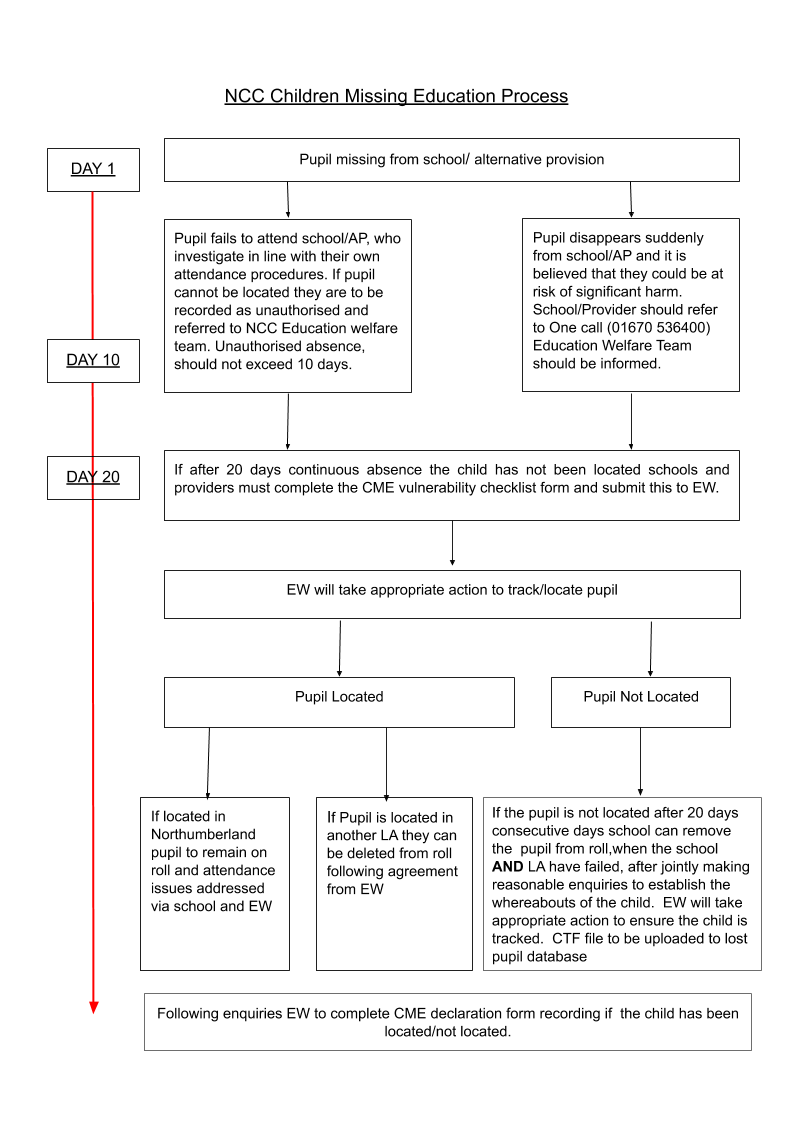 NCC Children Missing Education Process
DAY 1
Pupil missing from school/ alternative provision
Pupil fails to attend school/AP, who
investigate in line with their own
attendance procedures. If pupil
cannot be located they are to be
recorded as unauthorised and
referred to NCC Education welfare
team. Unauthorised absence,
should not exceed 10 days.
Pupil disappears suddenly
from school/AP and it is
believed that they could be at
risk of significant harm.
School/Provider should refer
to One call (01670 536400)
Education Welfare Team
should be informed.
DAY 10
DAY 20
If after 20 days continuous absence the child has not been located schools and
providers must complete the CME vulnerability checklist form and submit this to EW.
EW will take appropriate action to track/locate pupil
Pupil Located
Pupil Not Located
If located in
Northumberland
pupil to remain on
roll and attendance
issues addressed
via school and EW
If Pupil is located in
another LA they can
be deleted from roll
following agreement
from EW
If the pupil is not located after 20 days
consecutive days school can remove
the  pupil from roll,when the school
AND LA have failed, after jointly making
reasonable enquiries to establish the
whereabouts of the child.  EW will take
appropriate action to ensure the child is
tracked.  CTF file to be uploaded to lost
pupil database
Following enquiries EW to complete CME declaration form recording if  the child has been
located/not located.